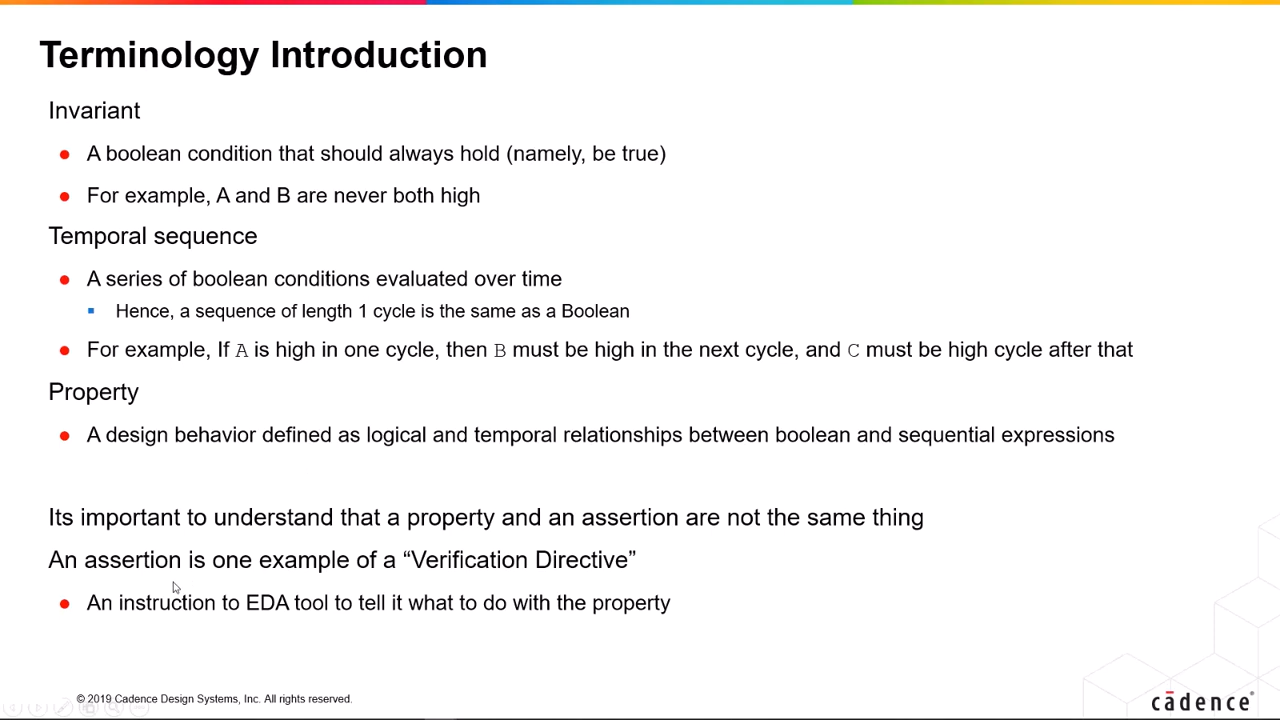 Terminology Introduction
Invariant
A boolean condition that should always hold (namely, be true)
For example, A and B are never both high
Temporal sequence
A series of boolean conditions evaluated over time
Hence, a sequence of length 1 cycle is the same as a Boolean
For example, If A is high in one cycle, then B must be high in the next cycle, and C must be high cycle after that
Property
A design behavior defined as logical and temporal relationships between boolean and sequential expressions
Its important to understand that a property and an assertion are not the same thing
An assertion is one example of a “Verification Directive”
An instruction to EDA tool to tell it what to do with the property
© 2019 Cadence Design Systems, Inc. All rights reserved.
cādence®